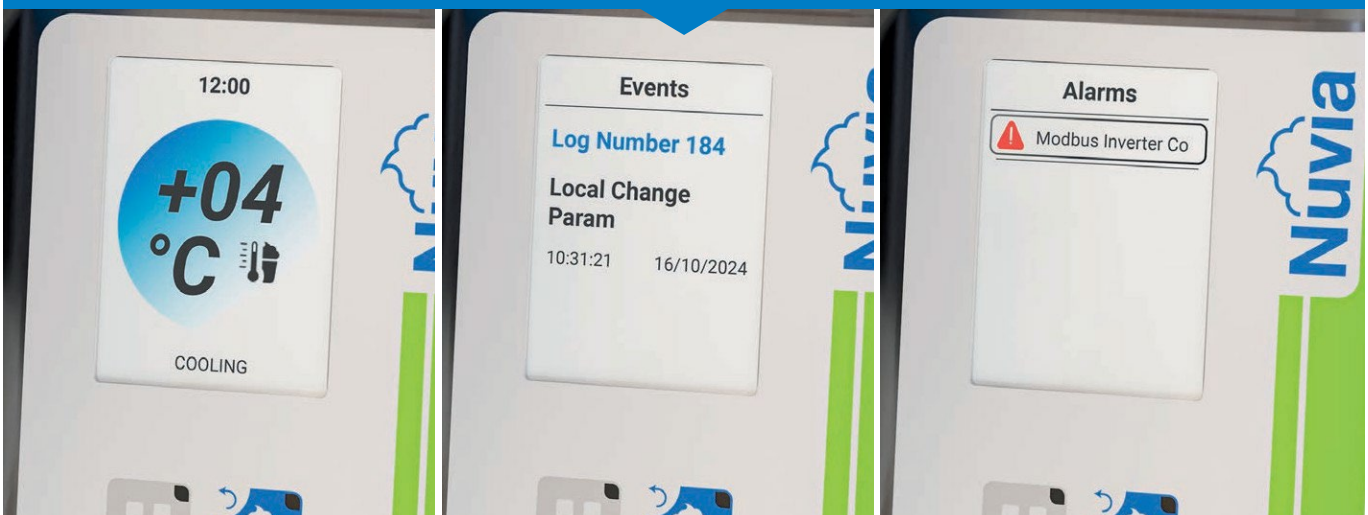 12:00
+04
°C
COOLING
Events
Log Number 184
Local Change
Param
10:31:21 16/10/2024
Nuvia
Alarms
Modbus Inverter Co
Nuvia